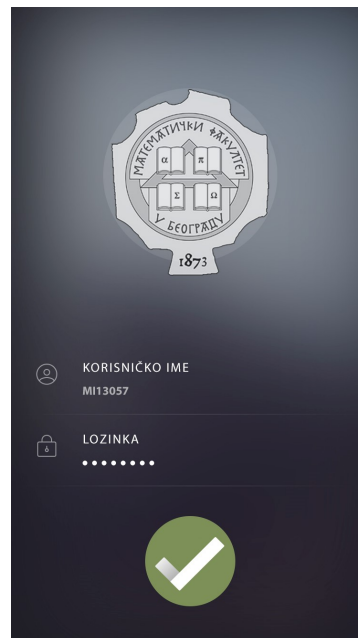 МАТЕМАТИЧКИ ФАКУЛТЕТ
α π
Σ Ω
У БЕОГРАДУ
1873
KORISNIČKO IME
MI13057
LOZINKA
••••••••